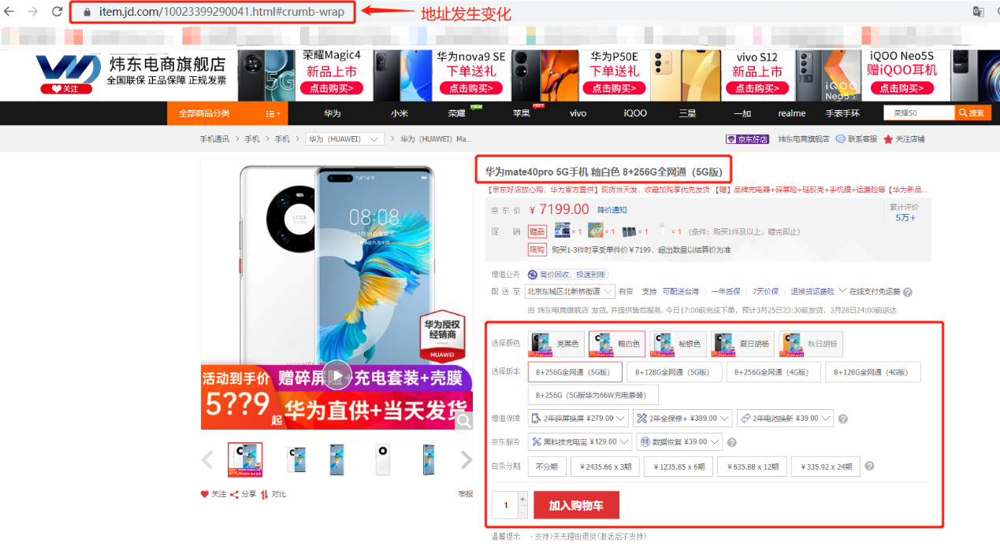 item.jd.com/10023399290041.html#crumb-wrap
地址发生变化
炜东电商旗舰店
全国联保 正品保障 正规发票
关注
5G
荣耀Magic4
新品上市
点击购买>
华为nova9 SE
下单送礼
点击购买>
华为P50E
下单送礼
点击购买>
vivo S12
新品上市
点击购买>
iQOO
Neo5s
iQOO Neo5S
赠iQOO耳机
点击购买>
全部商品分类
华为
小米
荣耀
NEW
苹果
HOT
vivo
iQOO
三星
一加
realme
手表手环
荣耀50
搜索
手机通讯 > 手机 > 手机 > 华为（HUAWEI） > 华为（HUAWEI）Ma...
京东好店
炜东电商旗舰店
联系客服
关注店铺
华为mate40pro 5G手机 釉白色 8+256G全网通（5G版）
【京东好店放心购，华为官方直供】现货当天发，收藏加购享优先发货 【赠】品牌充电器+碎屏险+硅胶壳+手机膜+运费险等【华为新品...
京 东 价 ￥7199.00 降价通知
累计评价
5万+
促 销 赠品 × 1 × 1 × 1 × 1 （条件：购买1件及以上，赠完即止）
限购 购买1-3件时享受单件价￥7199，超出数量以结算价为准
增值业务 高价回收，极速到账
配 送 至 北京东城区北新桥街道 有货 支持 可配送台湾 一年质保 7天价保 退换货运费险 在线支付免运费
由 炜东电商旗舰店 发货, 并提供售后服务. 今日17:00前完成下单，预计3月25日23:30前发货，3月28日24:00前送达
LEICA
08:08
华为授权
经销商
HUAWEI
HUAWEI
活动到手价
5??9
起
赠碎屏险+充电套装+壳膜
华为直供+当天发货
选择颜色 亮黑色 釉白色 秘银色 夏日胡杨 秋日胡杨
选择版本 8+256G全网通（5G版） 8+128G全网通（5G版） 8+256G全网通（4G版） 8+128G全网通（4G版）
8+256G（5G版华为66W充电套装）
增值保障 2年碎屏换屏 ¥279.00 2年全保修+ ¥399.00 2年电池换新 ¥39.00
京东服务 黑科技充电宝 ¥129.00 数据恢复 ¥39.00
白条分期 不分期 ￥2435.66 x 3期 ￥1235.85 x 6期 ￥635.88 x 12期 ￥335.92 x 24期
1 + -
加入购物车
关注 分享 对比 举报
温馨提示 · 支持7天无理由退货(激活后不支持)